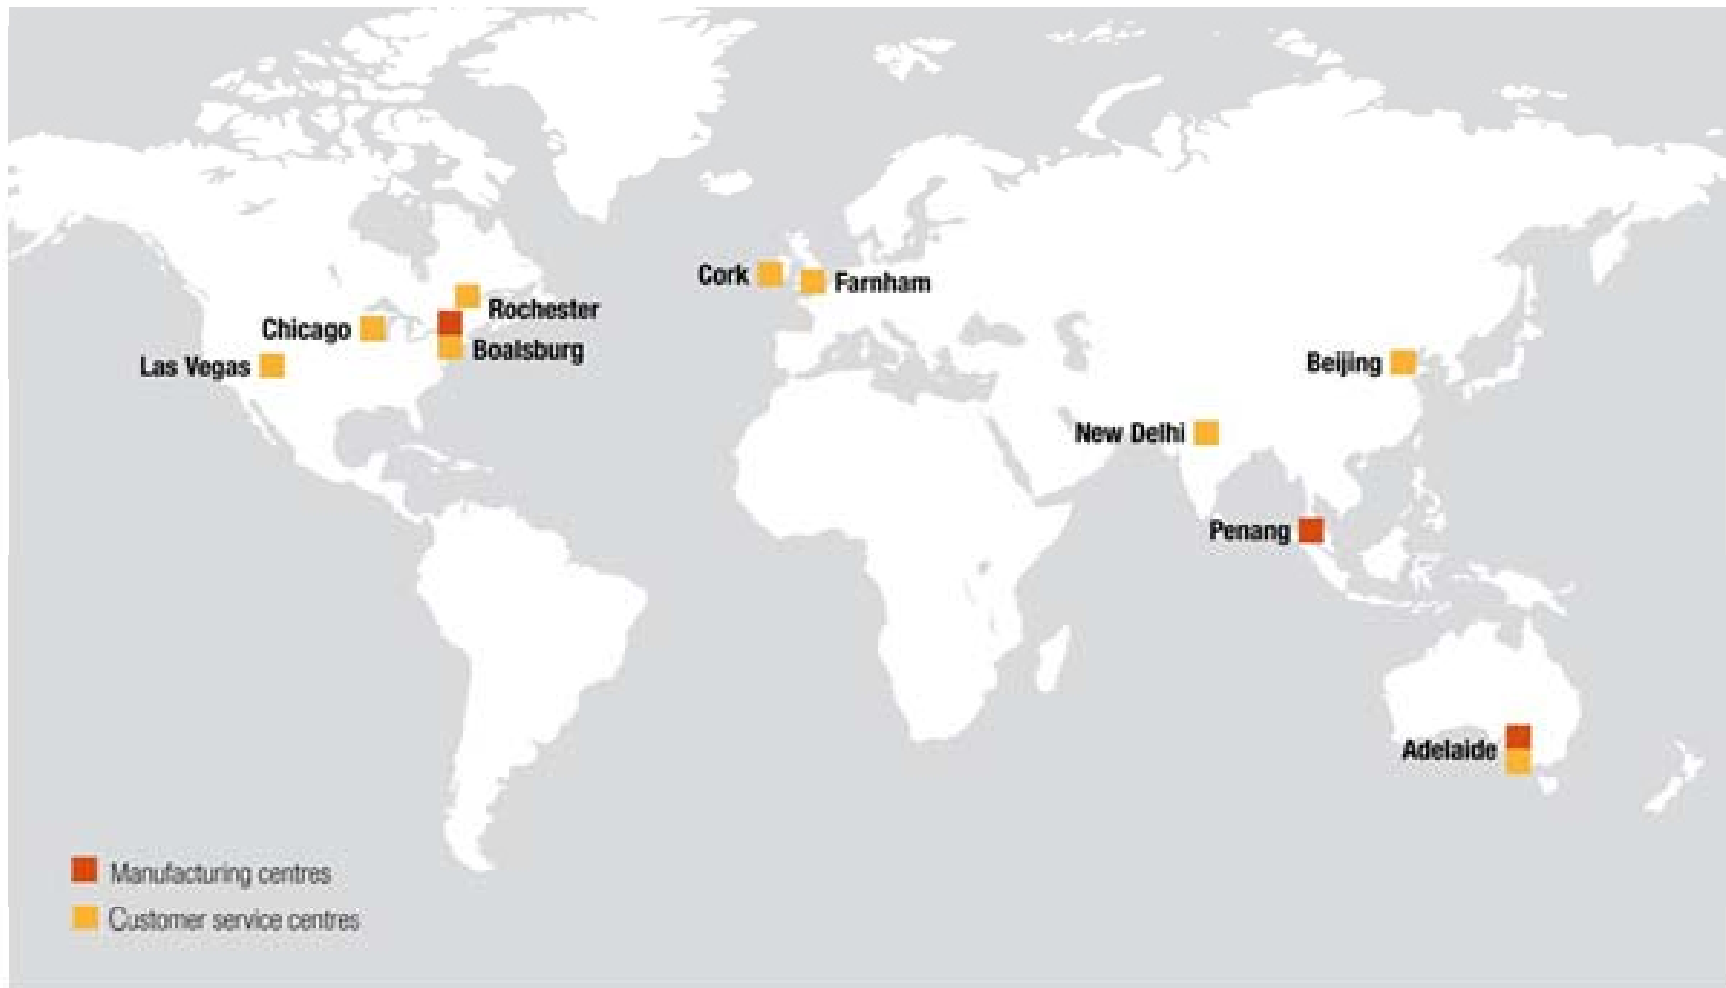 Cork
Farnham
Rochester
Chicago
Boalsburg
Las Vegas
Beijing
New Delhi
Penang
Adelaide
Manufacturing centres
Customer service centres